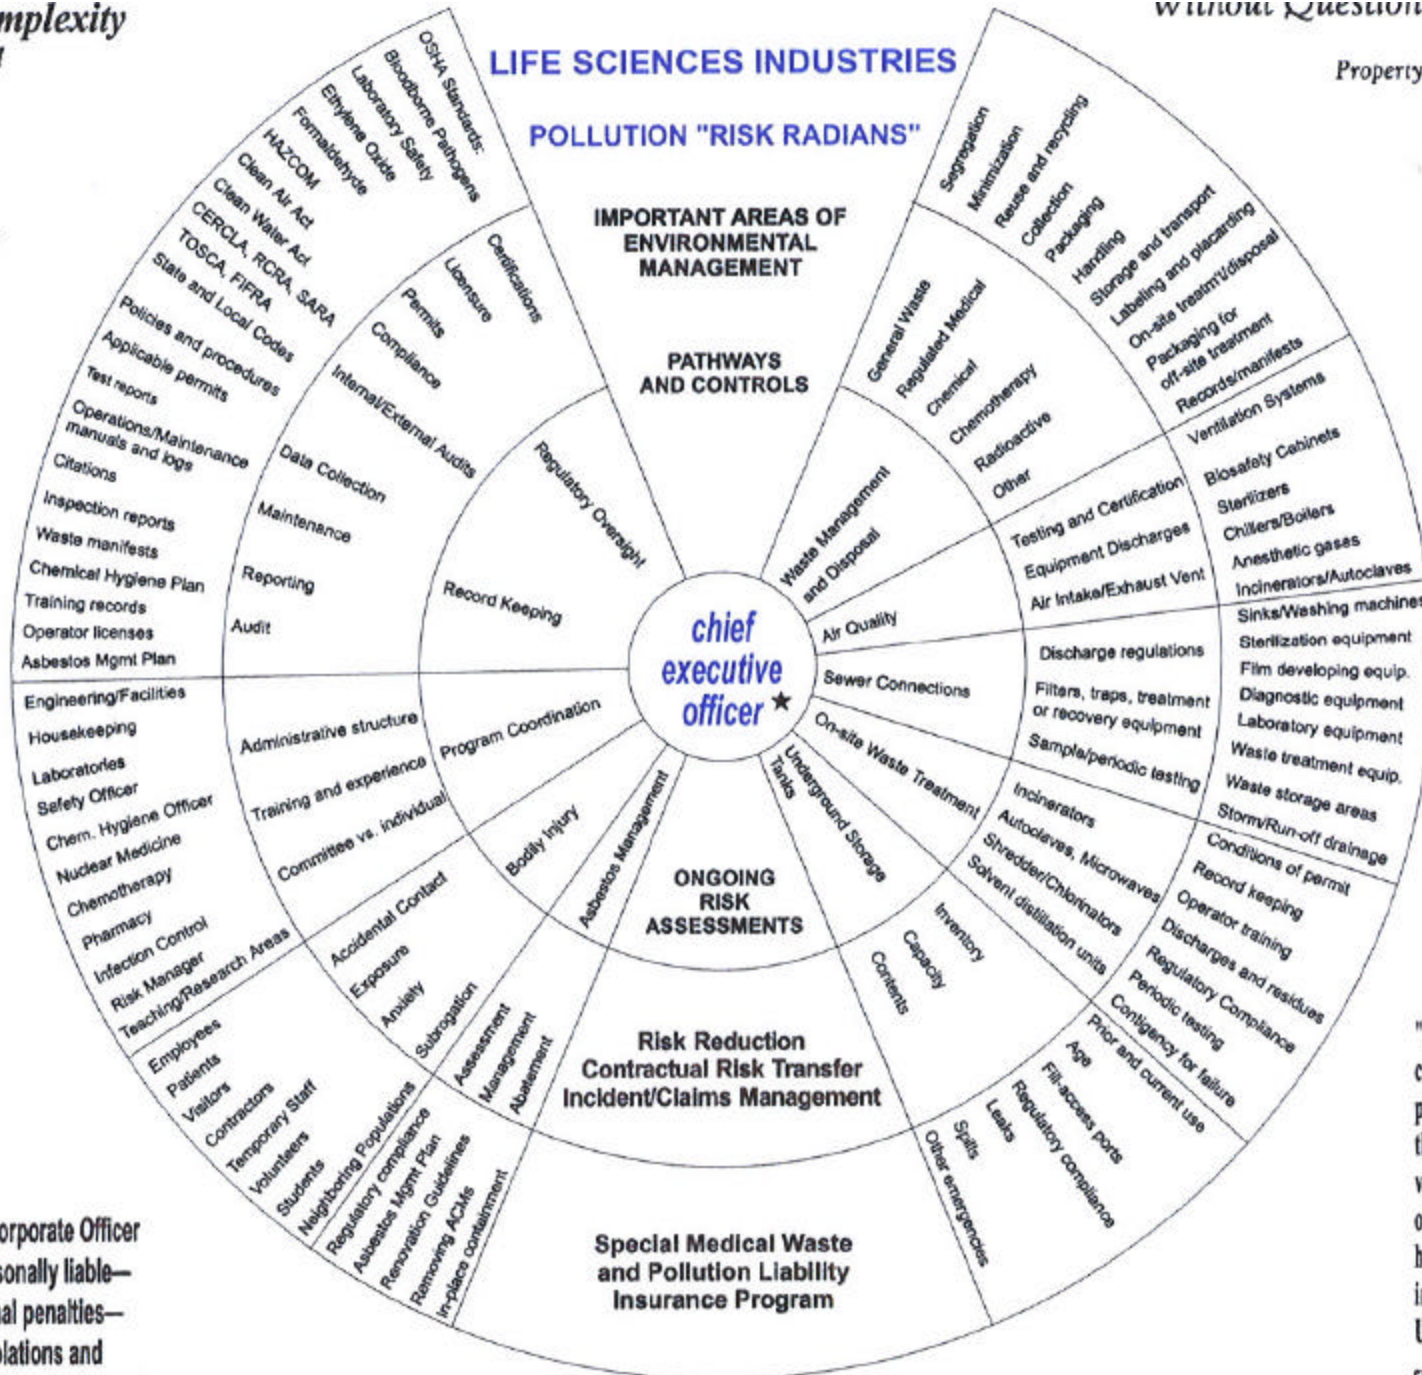 mplexity
Property
LIFE SCIENCES INDUSTRIES
POLLUTION "RISK RADIANS"
IMPORTANT AREAS OF
ENVIRONMENTAL
MANAGEMENT
PATHWAYS
AND CONTROLS
chief
executive
officer ★
ONGOING
RISK
ASSESSMENTS
Risk Reduction
Contractual Risk Transfer
Incident/Claims Management
Special Medical Waste
and Pollution Liability
Insurance Program
Waste Management
and Disposal
General Waste
Regulated Medical
Chemical
Chemotherapy
Radioactive
Other
Segregation
Minimization
Reuse and recycling
Collection
Packaging
Handling
Storage and transport
Labeling and placarding
On-site treatm't/disposal
Packaging for
off-site treatment
Records/manifests
Air Quality
Testing and Certification
Equipment Discharges
Air Intake/Exhaust Vent
Ventilation Systems
Biosafety Cabinets
Sterilizers
Chillers/Boilers
Anesthetic gases
Incinerators/Autoclaves
Sewer Connections
Discharge regulations
Filters, traps, treatment
or recovery equipment
Sample/periodic testing
Sinks/Washing machines
Sterilization equipment
Film developing equip.
Diagnostic equipment
Laboratory equipment
Waste treatment equip.
Waste storage areas
Storm/Run-off drainage
On-site Waste Treatment
Incinerators
Autoclaves, Microwaves
Shredder/Chlorinators
Solvent distillation units
Conditions of permit
Record keeping
Operator training
Discharges and residues
Regulatory Compliance
Periodic testing
Contigency for failure
Underground Storage
Tanks
Inventory
Capacity
Contents
Prior and current use
Age
Fill-access ports
Regulatory compliance
Leaks
Spills
Other emergencies
Asbestos Management
Assessment
Management
Abatement
Regulatory compliance
Asbestos Mgmt Plan
Renovation Guidelines
Removing ACMs
In-place containment
Bodily Injury
Accidental Contact
Exposure
Anxiety
Subrogation
Employees
Patients
Visitors
Contractors
Temporary Staff
Volunteers
Students
Neighboring Populations
Program Coordination
Administrative structure
Training and experience
Committee vs. individual
Engineering/Facilities
Housekeeping
Laboratories
Safety Officer
Chem. Hygiene Officer
Nuclear Medicine
Chemotherapy
Pharmacy
Infection Control
Risk Manager
Teaching/Research Areas
Regulatory Oversight
Record Keeping
Certifications
Licensure
Permits
Compliance
Internal/External Audits
Data Collection
Maintenance
Reporting
Audit
OSHA Standards:
Bloodborne Pathogens
Laboratory Safety
Ethylene Oxide
Formaldehyde
HAZCOM
Clean Air Act
Clean Water Act
CERCLA, RCRA, SARA
TOSCA, FIFRA
State and Local Codes
Policies and procedures
Applicable permits
Test reports
Operations/Maintenance
manuals and logs
Citations
Inspection reports
Waste manifests
Chemical Hygiene Plan
Training records
Operator licenses
Asbestos Mgmt Plan
orporate Officer
sonally liable—
nal penalties—
olations and